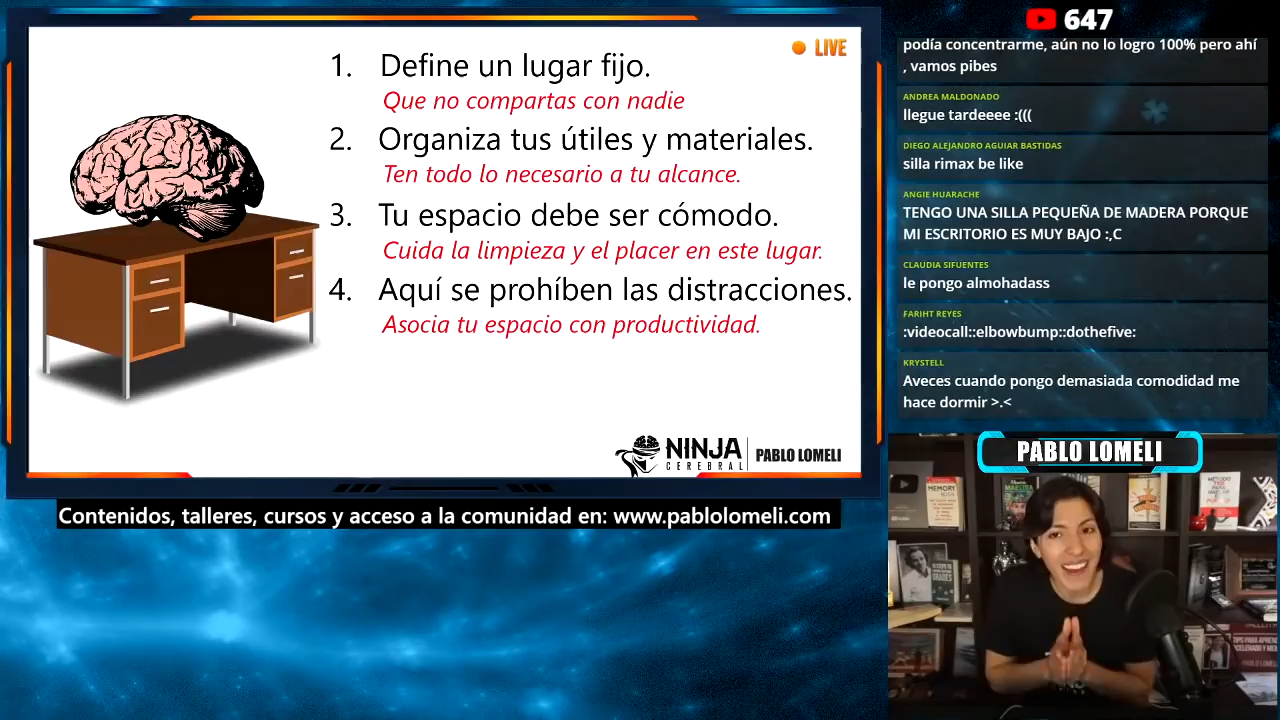 LIVE
1. Define un lugar fijo.
Que no compartas con nadie
2. Organiza tus útiles y materiales.
Ten todo lo necesario a tu alcance.
3. Tu espacio debe ser cómodo.
Cuida la limpieza y el placer en este lugar.
4. Aquí se prohíben las distracciones.
Asocia tu espacio con productividad.
NINJA
CEREBRAL
PABLO LOMELI
Contenidos, talleres, cursos y acceso a la comunidad en: www.pablolomeli.com
647
podía concentrarme, aún no lo logro 100% pero ahí
, vamos pibes
ANDREA MALDONADO
llegue tardeeee :(((
DIEGO ALEJANDRO AGUIAR BASTIDAS
silla rimax be like
ANGIE HUARACHE
TENGO UNA SILLA PEQUEÑA DE MADERA PORQUE
MI ESCRITORIO ES MUY BAJO :,C
CLAUDIA SIFUENTES
le pongo almohadass
FARIHT REYES
:videocall::elbowbump::dothefive:
KRYSTELL
Aveces cuando pongo demasiada comodidad me
hace dormir >.<
PABLO LOMELI
MEMORY